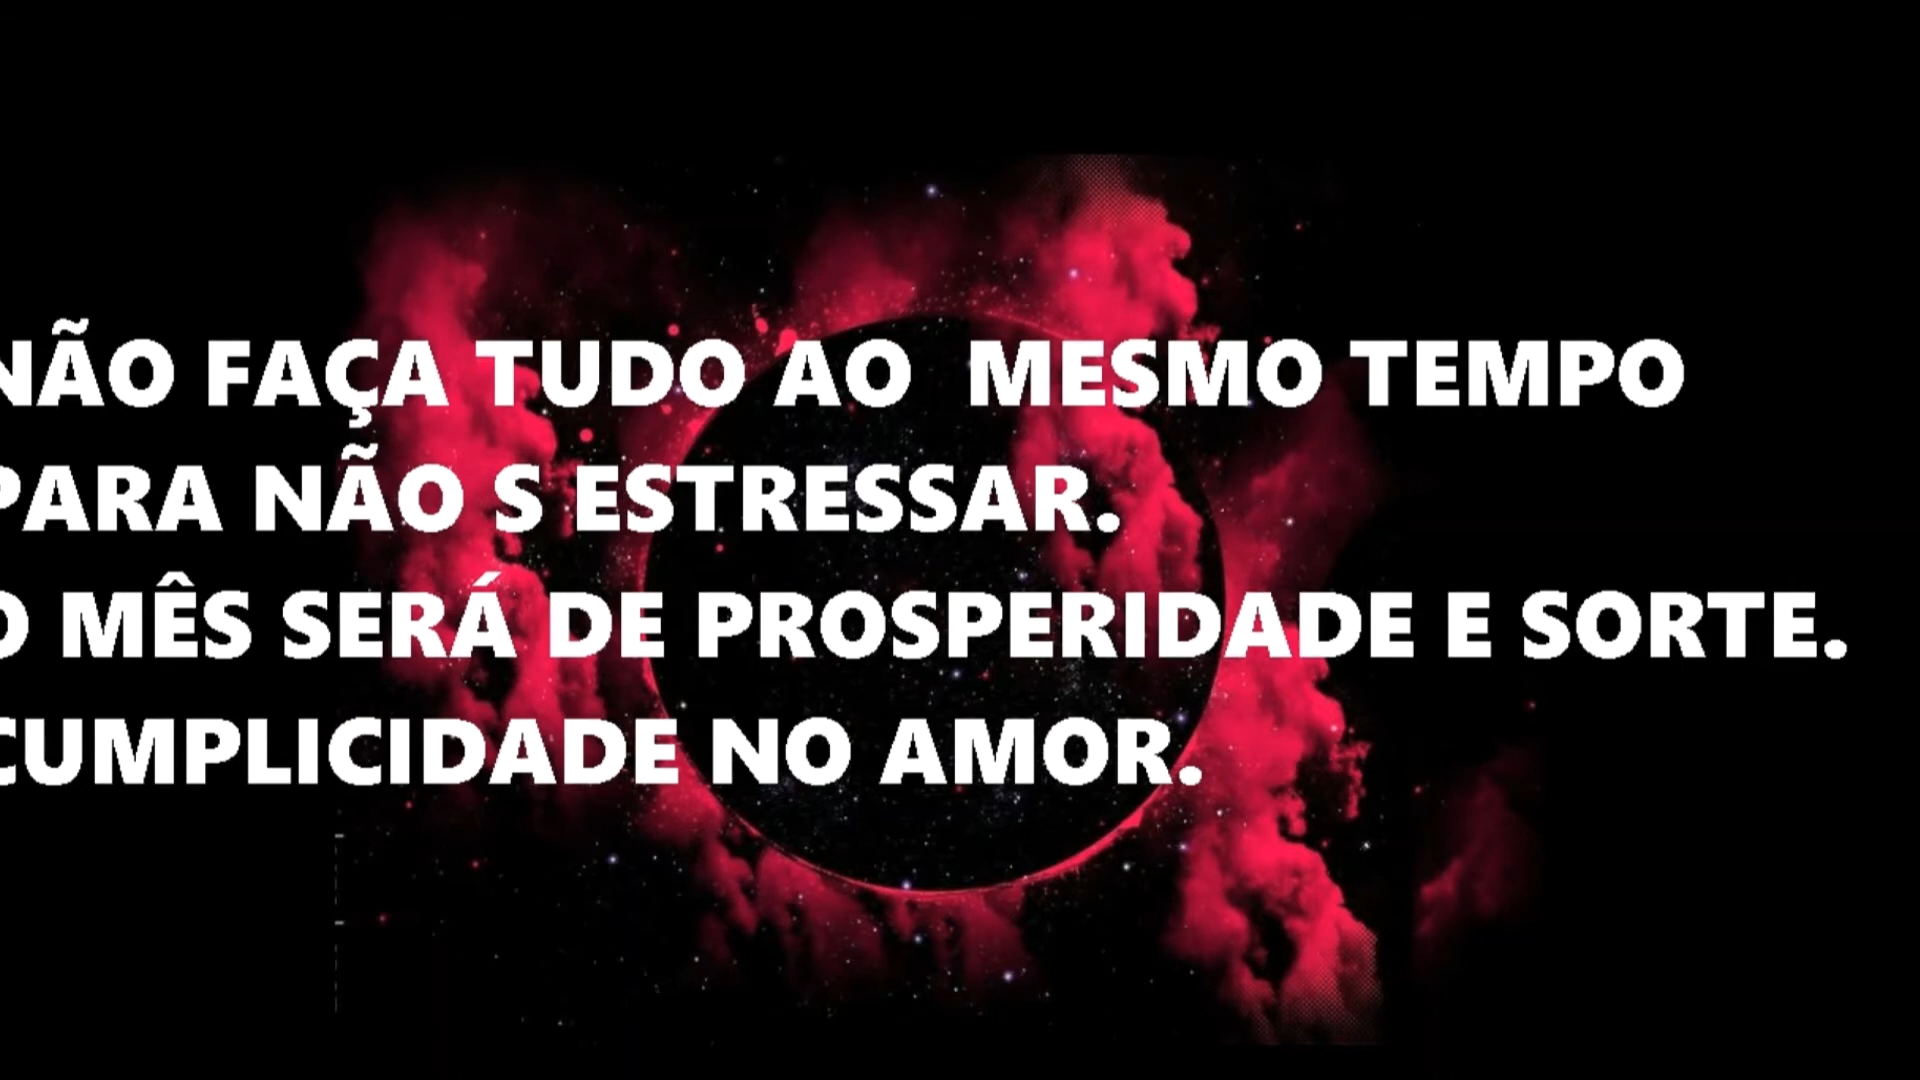 NÃO FAÇA TUDO AO  MESMO TEMPO
PARA NÃO S ESTRESSAR.
O MÊS SERÁ DE PROSPERIDADE E SORTE.
CUMPLICIDADE NO AMOR.